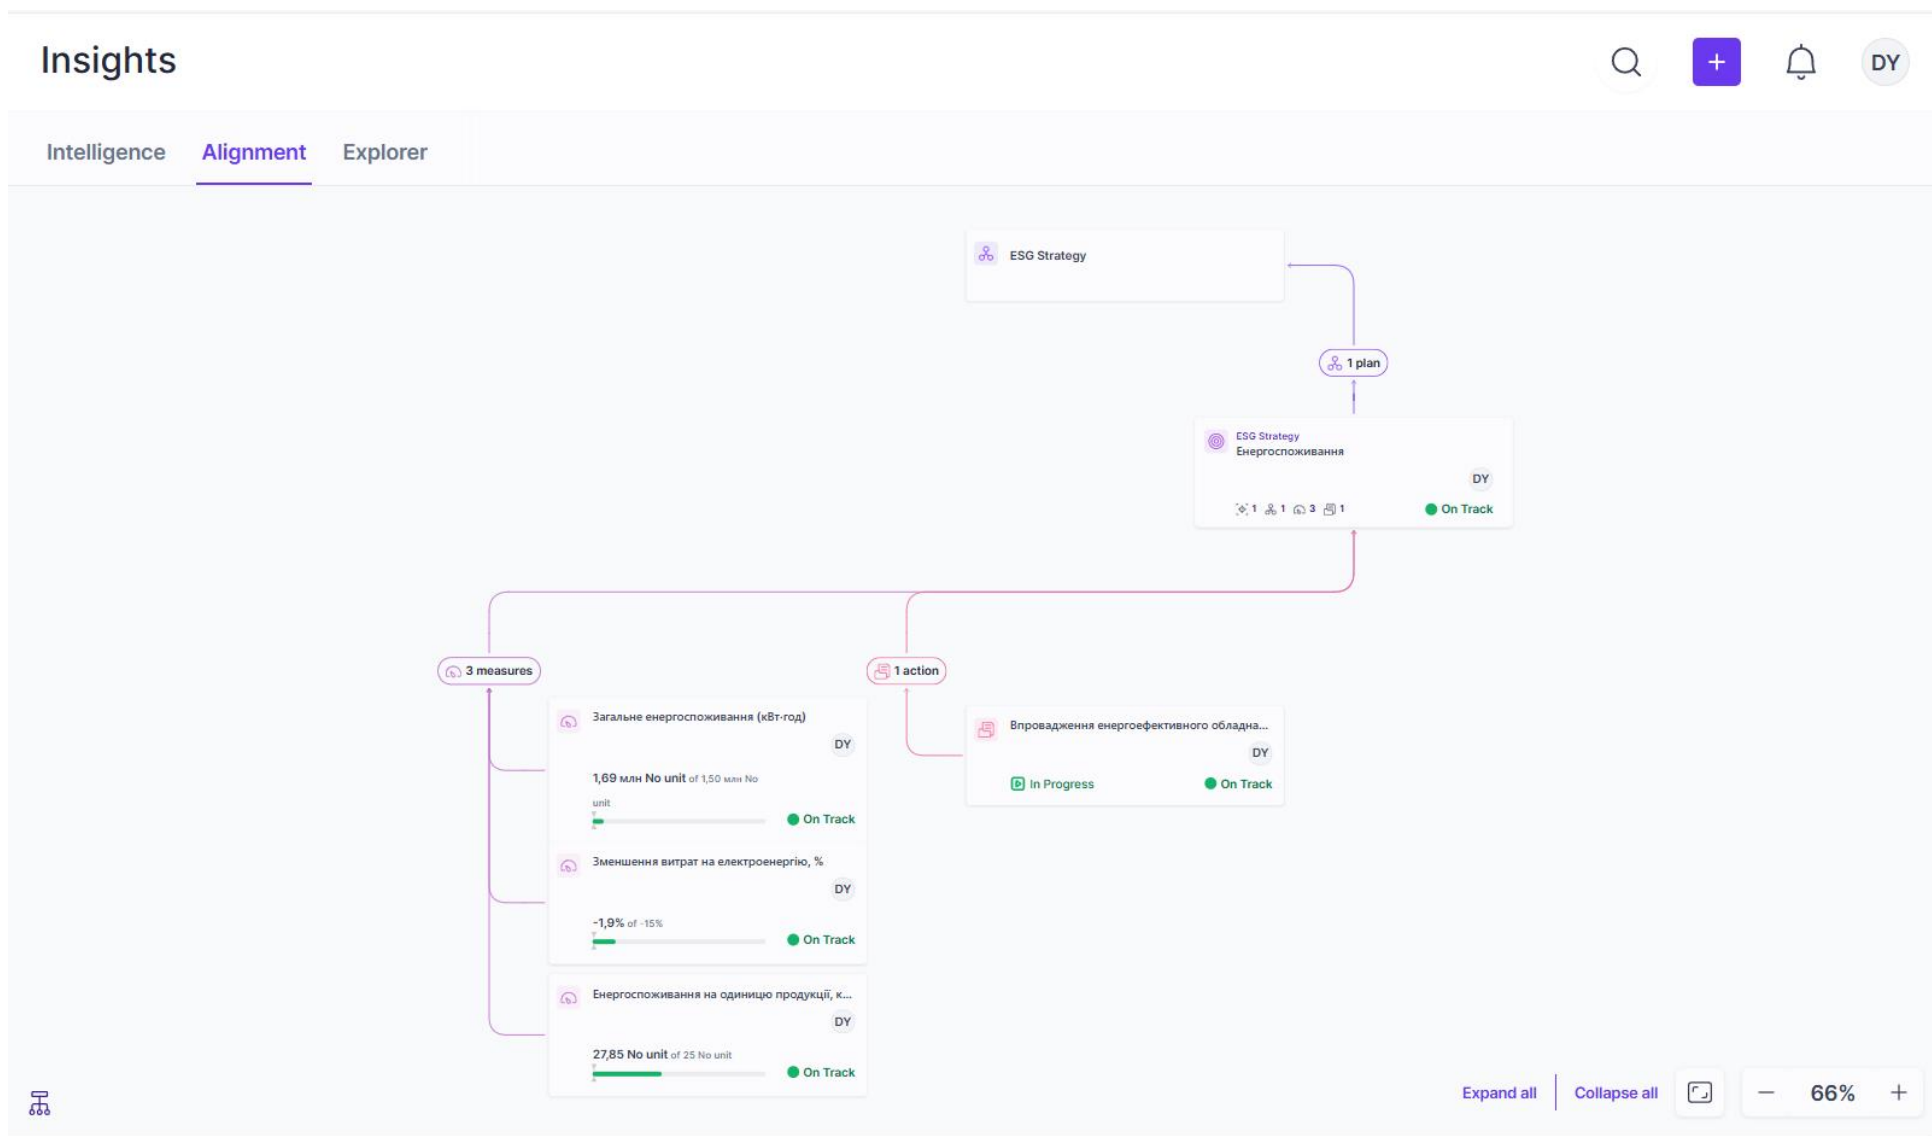 Insights
DY
Intelligence
Alignment
Explorer
ESG Strategy
1 plan
ESG Strategy
Енергоспоживання
DY
1 1 3 1
On Track
3 measures
1 action
Загальне енергоспоживання (кВт·год)
DY
1,69 млн No unit of 1,50 млн No
unit
On Track
Впровадження енергоефективного обладна...
DY
In Progress
On Track
Зменшення витрат на електроенергію, %
DY
-1,9% of -15%
On Track
Енергоспоживання на одиницю продукції, к...
DY
27,85 No unit of 25 No unit
On Track
Expand all
Collapse all
66%